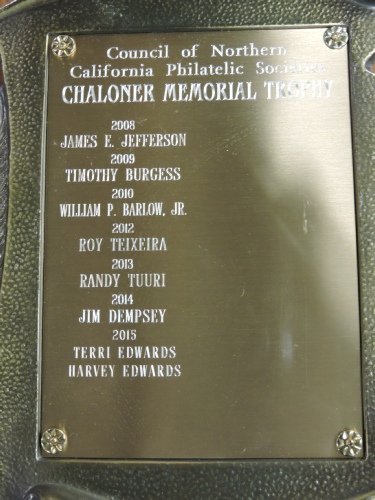 Council of Northern
California Philatelic Societies
CHALONER MEMORIAL TROPHY
2008
JAMES E. JEFFERSON
2009
TIMOTHY BURGESS
2010
WILLIAM P. BARLOW, JR.
2012
ROY TEIXEIRA
2013
RANDY TUURI
2014
JIM DEMPSEY
2015
TERRI EDWARDS
HARVEY EDWARDS